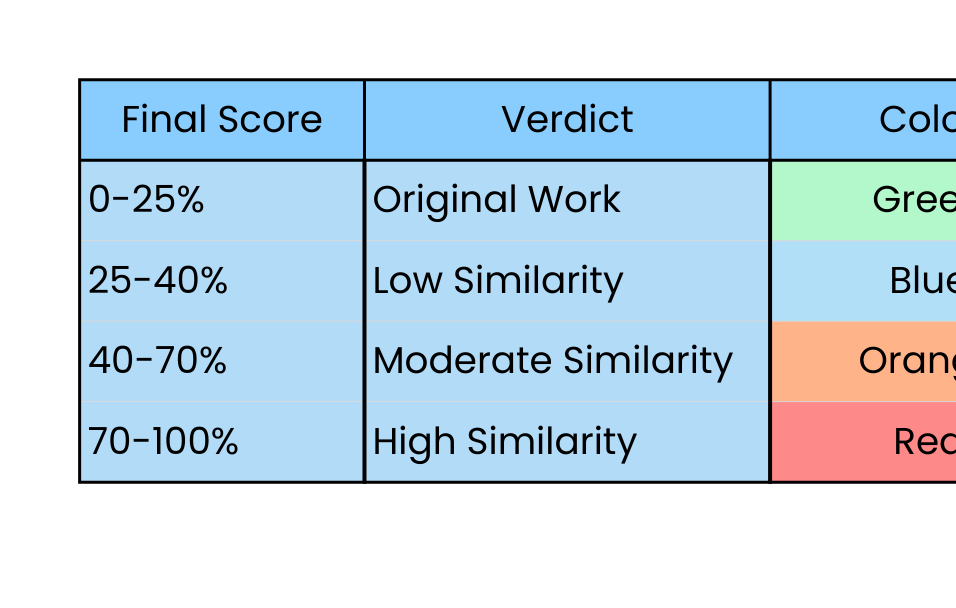 Final Score Verdict
0-25% Original Work
25-40% Low Similarity
40-70% Moderate Similarity
70-100% High Similarity